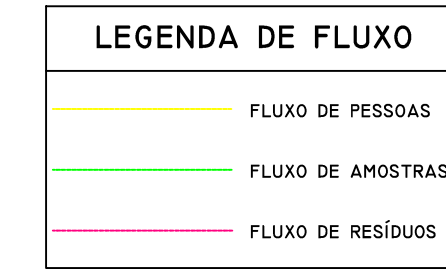 LEGENDA DE FLUXO
FLUXO DE PESSOAS
FLUXO DE AMOSTRAS
FLUXO DE RESÍDUOS